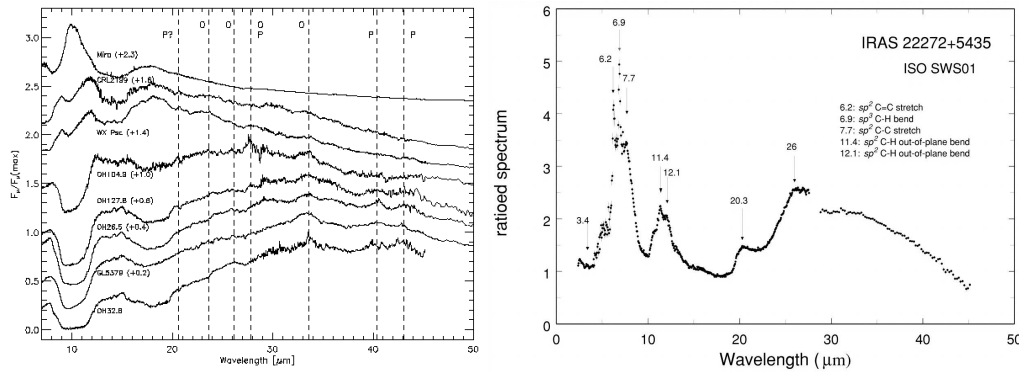 P? O O O P O P P
Mira (+2.3)
CRL2199 (+1.6)
WX Psc (+1.4)
OH104.9 (+1.0)
OH127.8 (+0.6)
OH26.5 (+0.4)
GL5379 (+0.2)
OH32.8
Fν/Fν(max)
3.0
2.5
2.0
1.5
1.0
0.5
0.0
10 20 30 40 50
Wavelength [μm]
ratioed spectrum
6
5
4
3
2
1
0
0 10 20 30 40 50
Wavelength (μm)
IRAS 22272+5435
ISO SWS01
6.2: sp² C=C stretch
6.9: sp² C-H bend
7.7: sp² C-C stretch
11.4: sp² C-H out-of-plane bend
12.1: sp² C-H out-of-plane bend
6.9
6.2
7.7
11.4
12.1
26
20.3
3.4